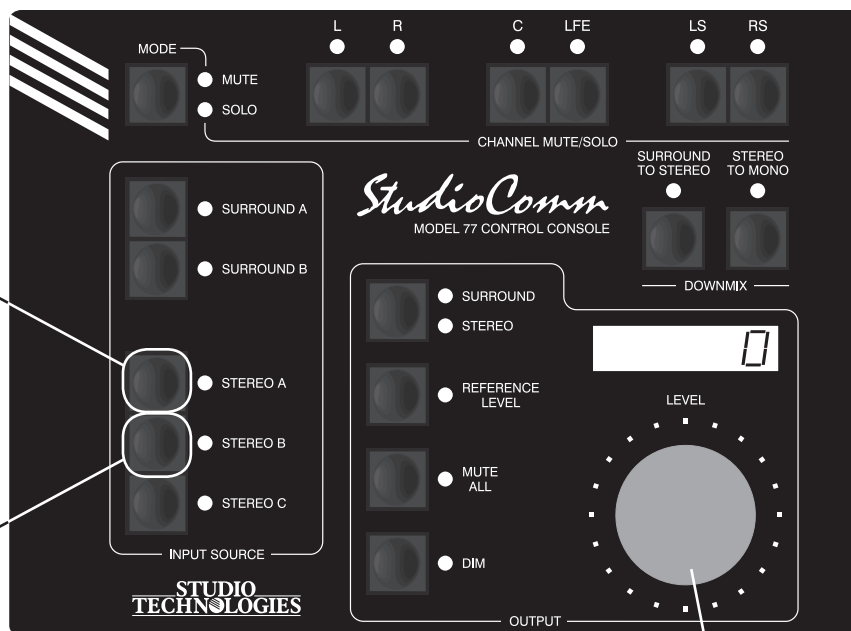 MODE
MUTE
SOLO
L
R
C
LFE
LS
RS
CHANNEL MUTE/SOLO
SURROUND
TO STEREO
STEREO
TO MONO
DOWNMIX
StudioComm
MODEL 77 CONTROL CONSOLE
SURROUND A
SURROUND B
STEREO A
STEREO B
STEREO C
INPUT SOURCE
STUDIO
TECHNOLOGIES
SURROUND
STEREO
REFERENCE
LEVEL
MUTE
ALL
DIM
0
LEVEL
OUTPUT